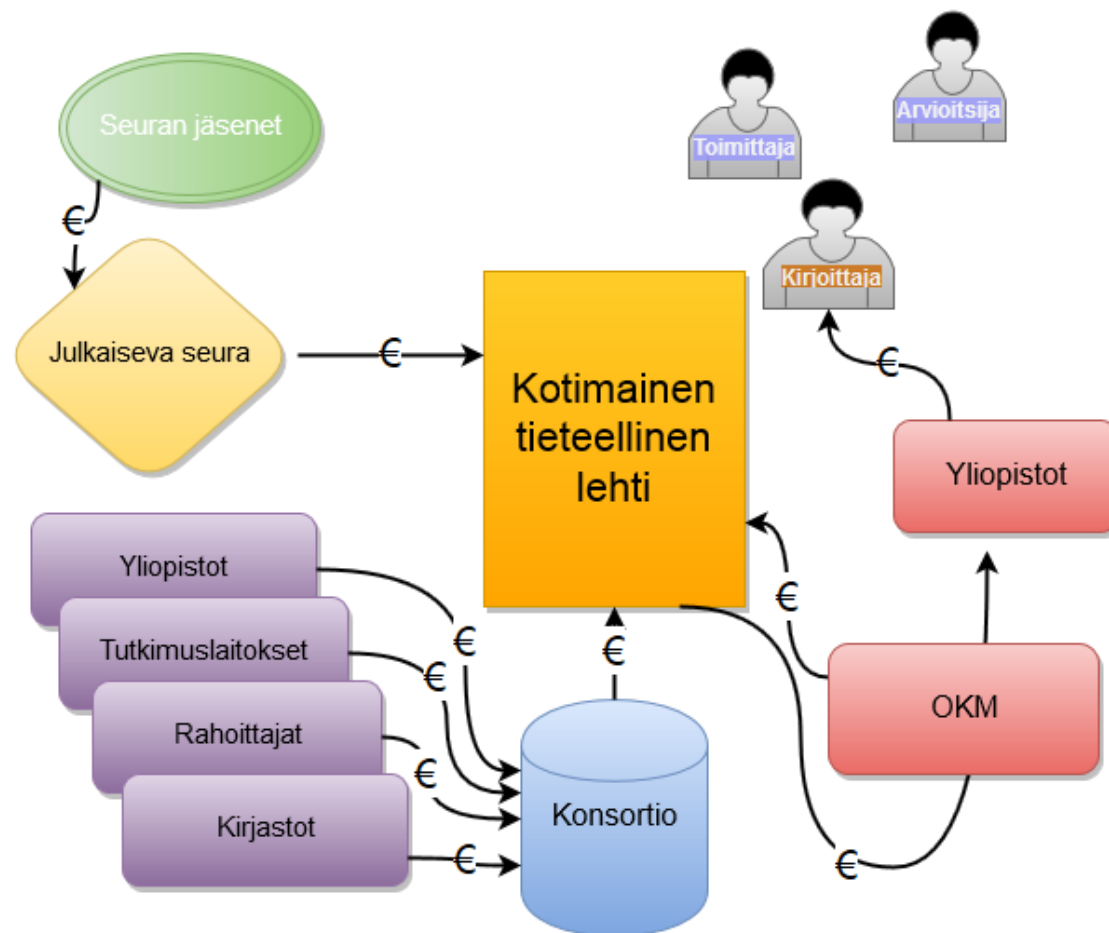 Seuran jäsenet
Arvioitsija
Toimittaja
Kirjoittaja
€
Julkaiseva seura
€
€
Kotimainen
tieteellinen
lehti
Yliopistot
Yliopistot
€
€
€
Tutkimuslaitokset
€
OKM
Rahoittajat
€
Konsortio
Kirjastot
€
€